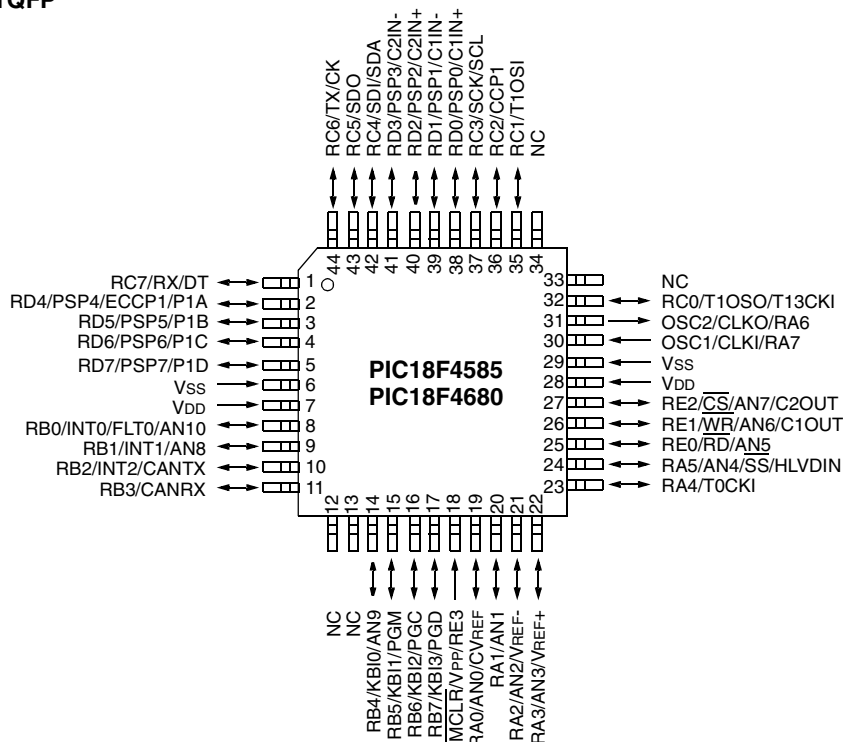 TQFP
RC6/TX/CK
RC5/SDO
RC4/SDI/SDA
RD3/PSP3/C2IN-
RD2/PSP2/C2IN+
RD1/PSP1/C1IN-
RD0/PSP0/C1IN+
RC3/SCK/SCL
RC2/CCP1
RC1/T1OSI
NC
44
43
42
41
40
39
38
37
36
35
34
RC7/RX/DT 1
RD4/PSP4/ECCP1/P1A 2
RD5/PSP5/P1B 3
RD6/PSP6/P1C 4
RD7/PSP7/P1D 5
VSS 6
VDD 7
RB0/INT0/FLT0/AN10 8
RB1/INT1/AN8 9
RB2/INT2/CANTX 10
RB3/CANRX 11
PIC18F4585
PIC18F4680
33 NC
32 RC0/T1OSO/T13CKI
31 OSC2/CLKO/RA6
30 OSC1/CLKI/RA7
29 VSS
28 VDD
27 RE2/CS/AN7/C2OUT
26 RE1/WR/AN6/C1OUT
25 RE0/RD/AN5
24 RA5/AN4/SS/HLVDIN
23 RA4/T0CKI
12
13
14
15
16
17
18
19
20
21
22
NC
NC
RB4/KBI0/AN9
RB5/KBI1/PGM
RB6/KBI2/PGC
RB7/KBI3/PGD
MCLR/VPP/RE3
RA0/AN0/CVREF
RA1/AN1
RA2/AN2/VREF-
RA3/AN3/VREF+